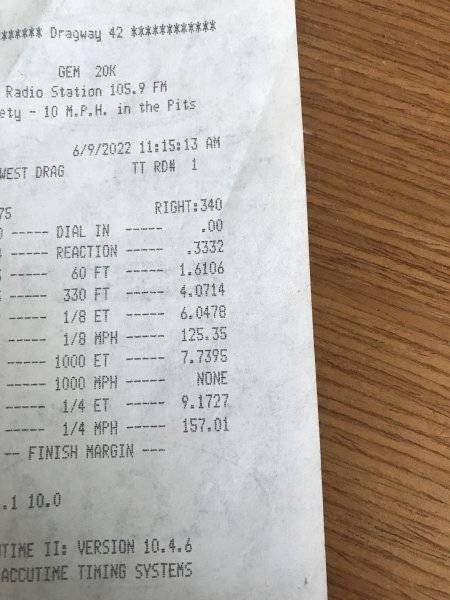 ****** Dragway 42 ************
GEM 20K
Radio Station 105.9 FM
ety - 10 M.P.H. in the Pits
6/9/2022 11:15:13 AM
WEST DRAG TT RD# 1
75 RIGHT:340
----- DIAL IN ----- .00
----- REACTION ----- .3332
----- 60 FT ----- 1.6106
----- 330 FT ----- 4.0714
----- 1/8 ET ----- 6.0478
----- 1/8 MPH ----- 125.35
----- 1000 ET ----- 7.7395
----- 1000 MPH ----- NONE
----- 1/4 ET ----- 9.1727
----- 1/4 MPH ----- 157.01
-- FINISH MARGIN ---
.1 10.0
TIME II: VERSION 10.4.6
ACCUTIME TIMING SYSTEMS